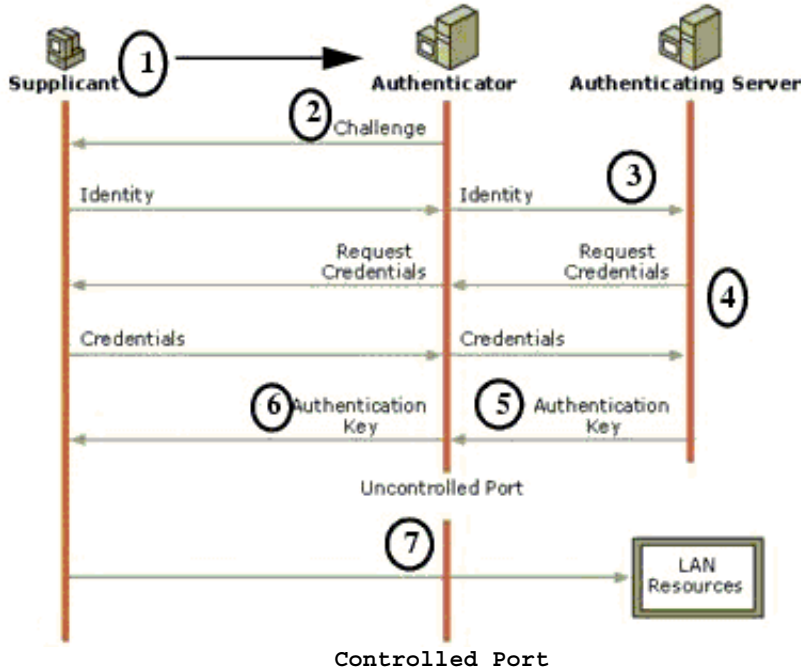 1
Supplicant
Authenticator
Authenticating Server
2
Challenge
3
Identity
Identity
Request
Credentials
Request
Credentials
4
Credentials
Credentials
6
Authentication
Key
5
Authentication
Key
Uncontrolled Port
7
LAN
Resources
Controlled Port